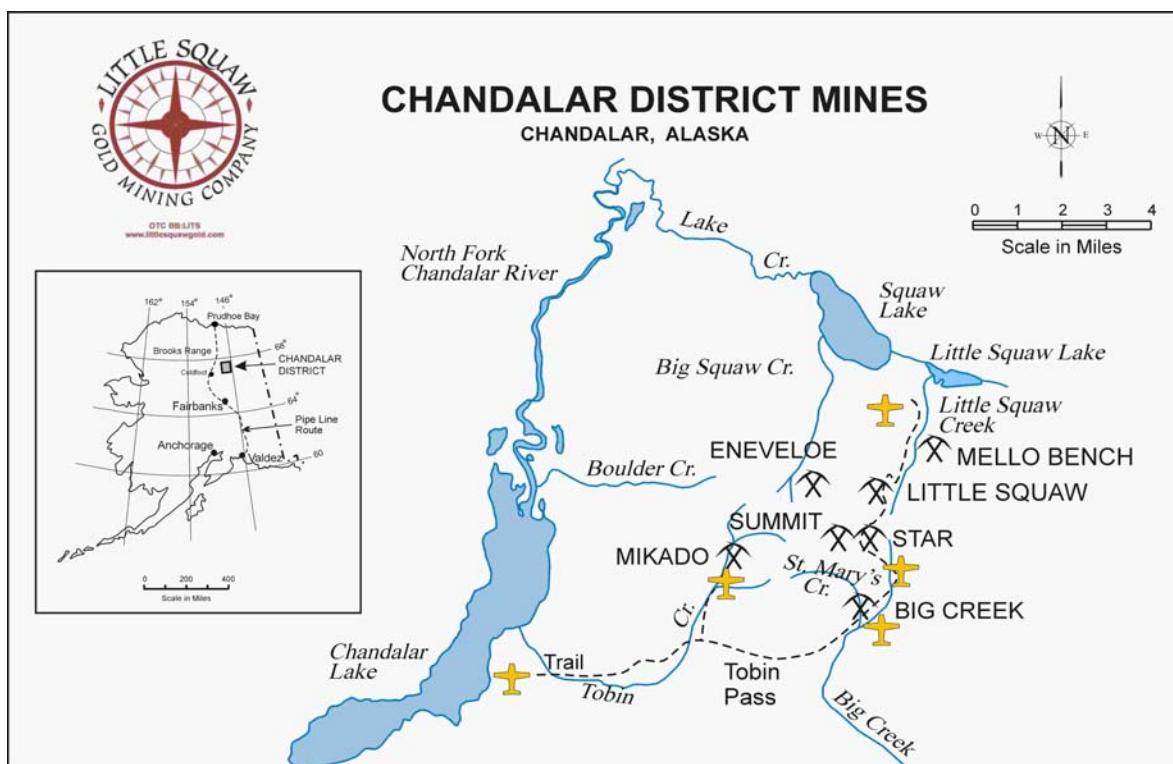 LITTLE SQUAW
GOLD MINING COMPANY
OTC BB:LITS
www.littlesquawgold.com
CHANDALAR DISTRICT MINES
CHANDALAR, ALASKA
N
W
E
0 1 2 3 4
Scale in Miles
Lake
Cr.
North Fork
Chandalar River
Squaw
Lake
Little Squaw Lake
Big Squaw Cr.
Little Squaw
Creek
ENEVELOE
MELLO BENCH
Boulder Cr.
LITTLE SQUAW
SUMMIT
STAR
MIKADO
St. Mary's
Cr.
BIG CREEK
Cr.
Chandalar
Lake
Trail
Tobin
Tobin
Pass
Big Creek
162°
154°
146°
Prudhoe Bay
68°
Brooks Range
CHANDALAR
DISTRICT
Coldfoot
Fairbanks
64°
Pipe Line
Route
Anchorage
Valdez
60
0 200 400
Scale in Miles